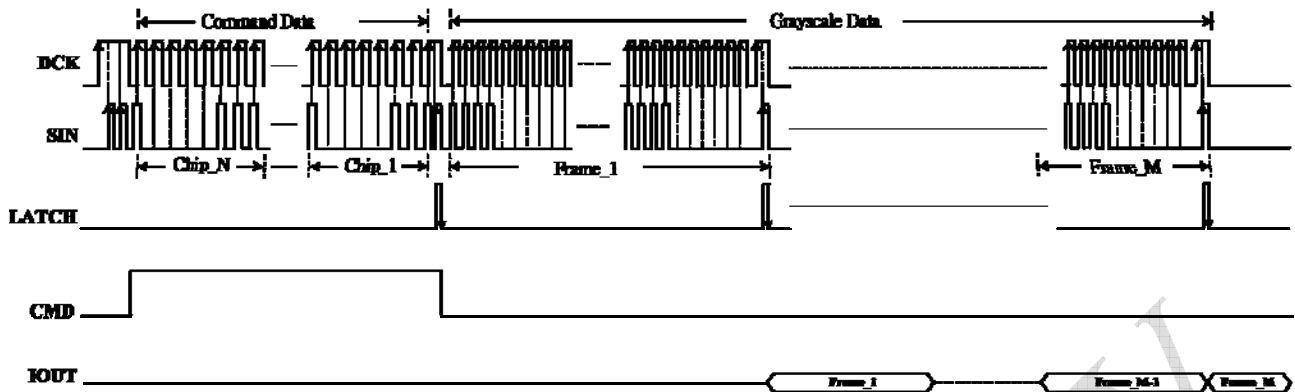 Command Data
Grayscale Data
DCK
SIN
Chip_N
Chip_1
Frame_1
Frame_M
LATCH
CMD
IOUT
Frame_1
Frame_M-1
Frame_M